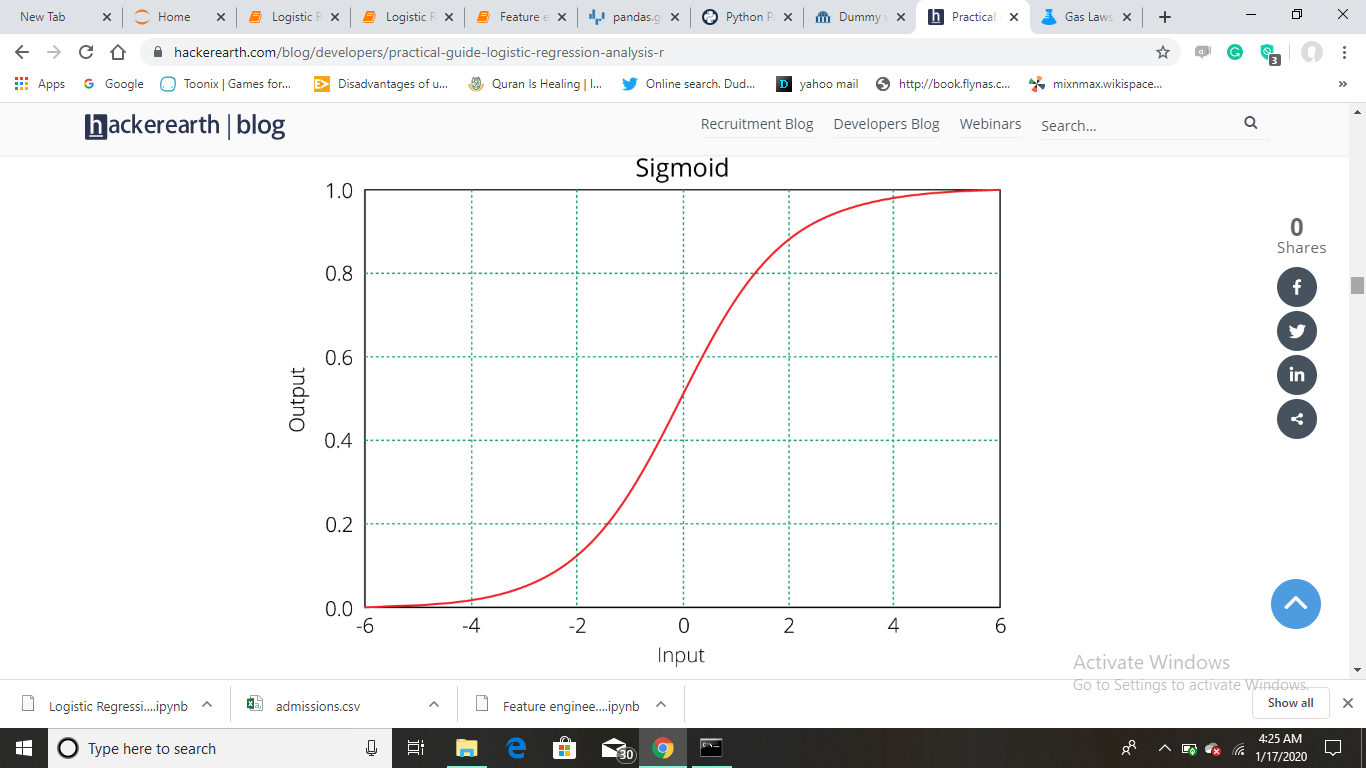 New Tab
Home
Logistic R
Logistic R
Feature e
pandas.g
Python P
Dummy v
Practical
Gas Laws
hackerearth.com/blog/developers/practical-guide-logistic-regression-analysis-r
3
Apps
Google
Toonix | Games for...
Disadvantages of u...
Quran Is Healing | I...
Online search. Dud...
D yahoo mail
http://book.flynas.c...
mixnmax.wikispace...
»
hackerearth | blog
Recruitment Blog
Developers Blog
Webinars
Search...
Sigmoid
1.0
0.8
0.6
0.4
0.2
0.0
Output
-6 -4 -2 0 2 4 6
Input
0
Shares
Activate Windows
Go to Settings to activate Windows.
Logistic Regressi....ipynb
admissions.csv
Feature enginee....ipynb
Show all
Type here to search
30
4:25 AM
1/17/2020